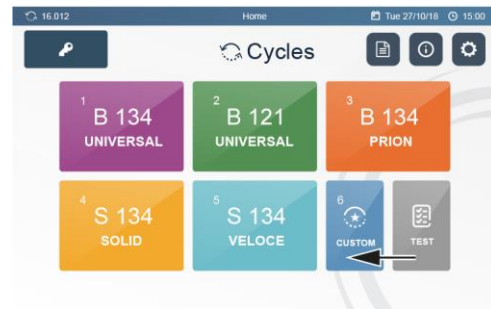 16.012 Home Tue 27/10/18 15:00
Cycles
1
B 134
UNIVERSAL
2
B 121
UNIVERSAL
3
B 134
PRION
4
S 134
SOLID
5
S 134
VELOCE
6
CUSTOM
TEST